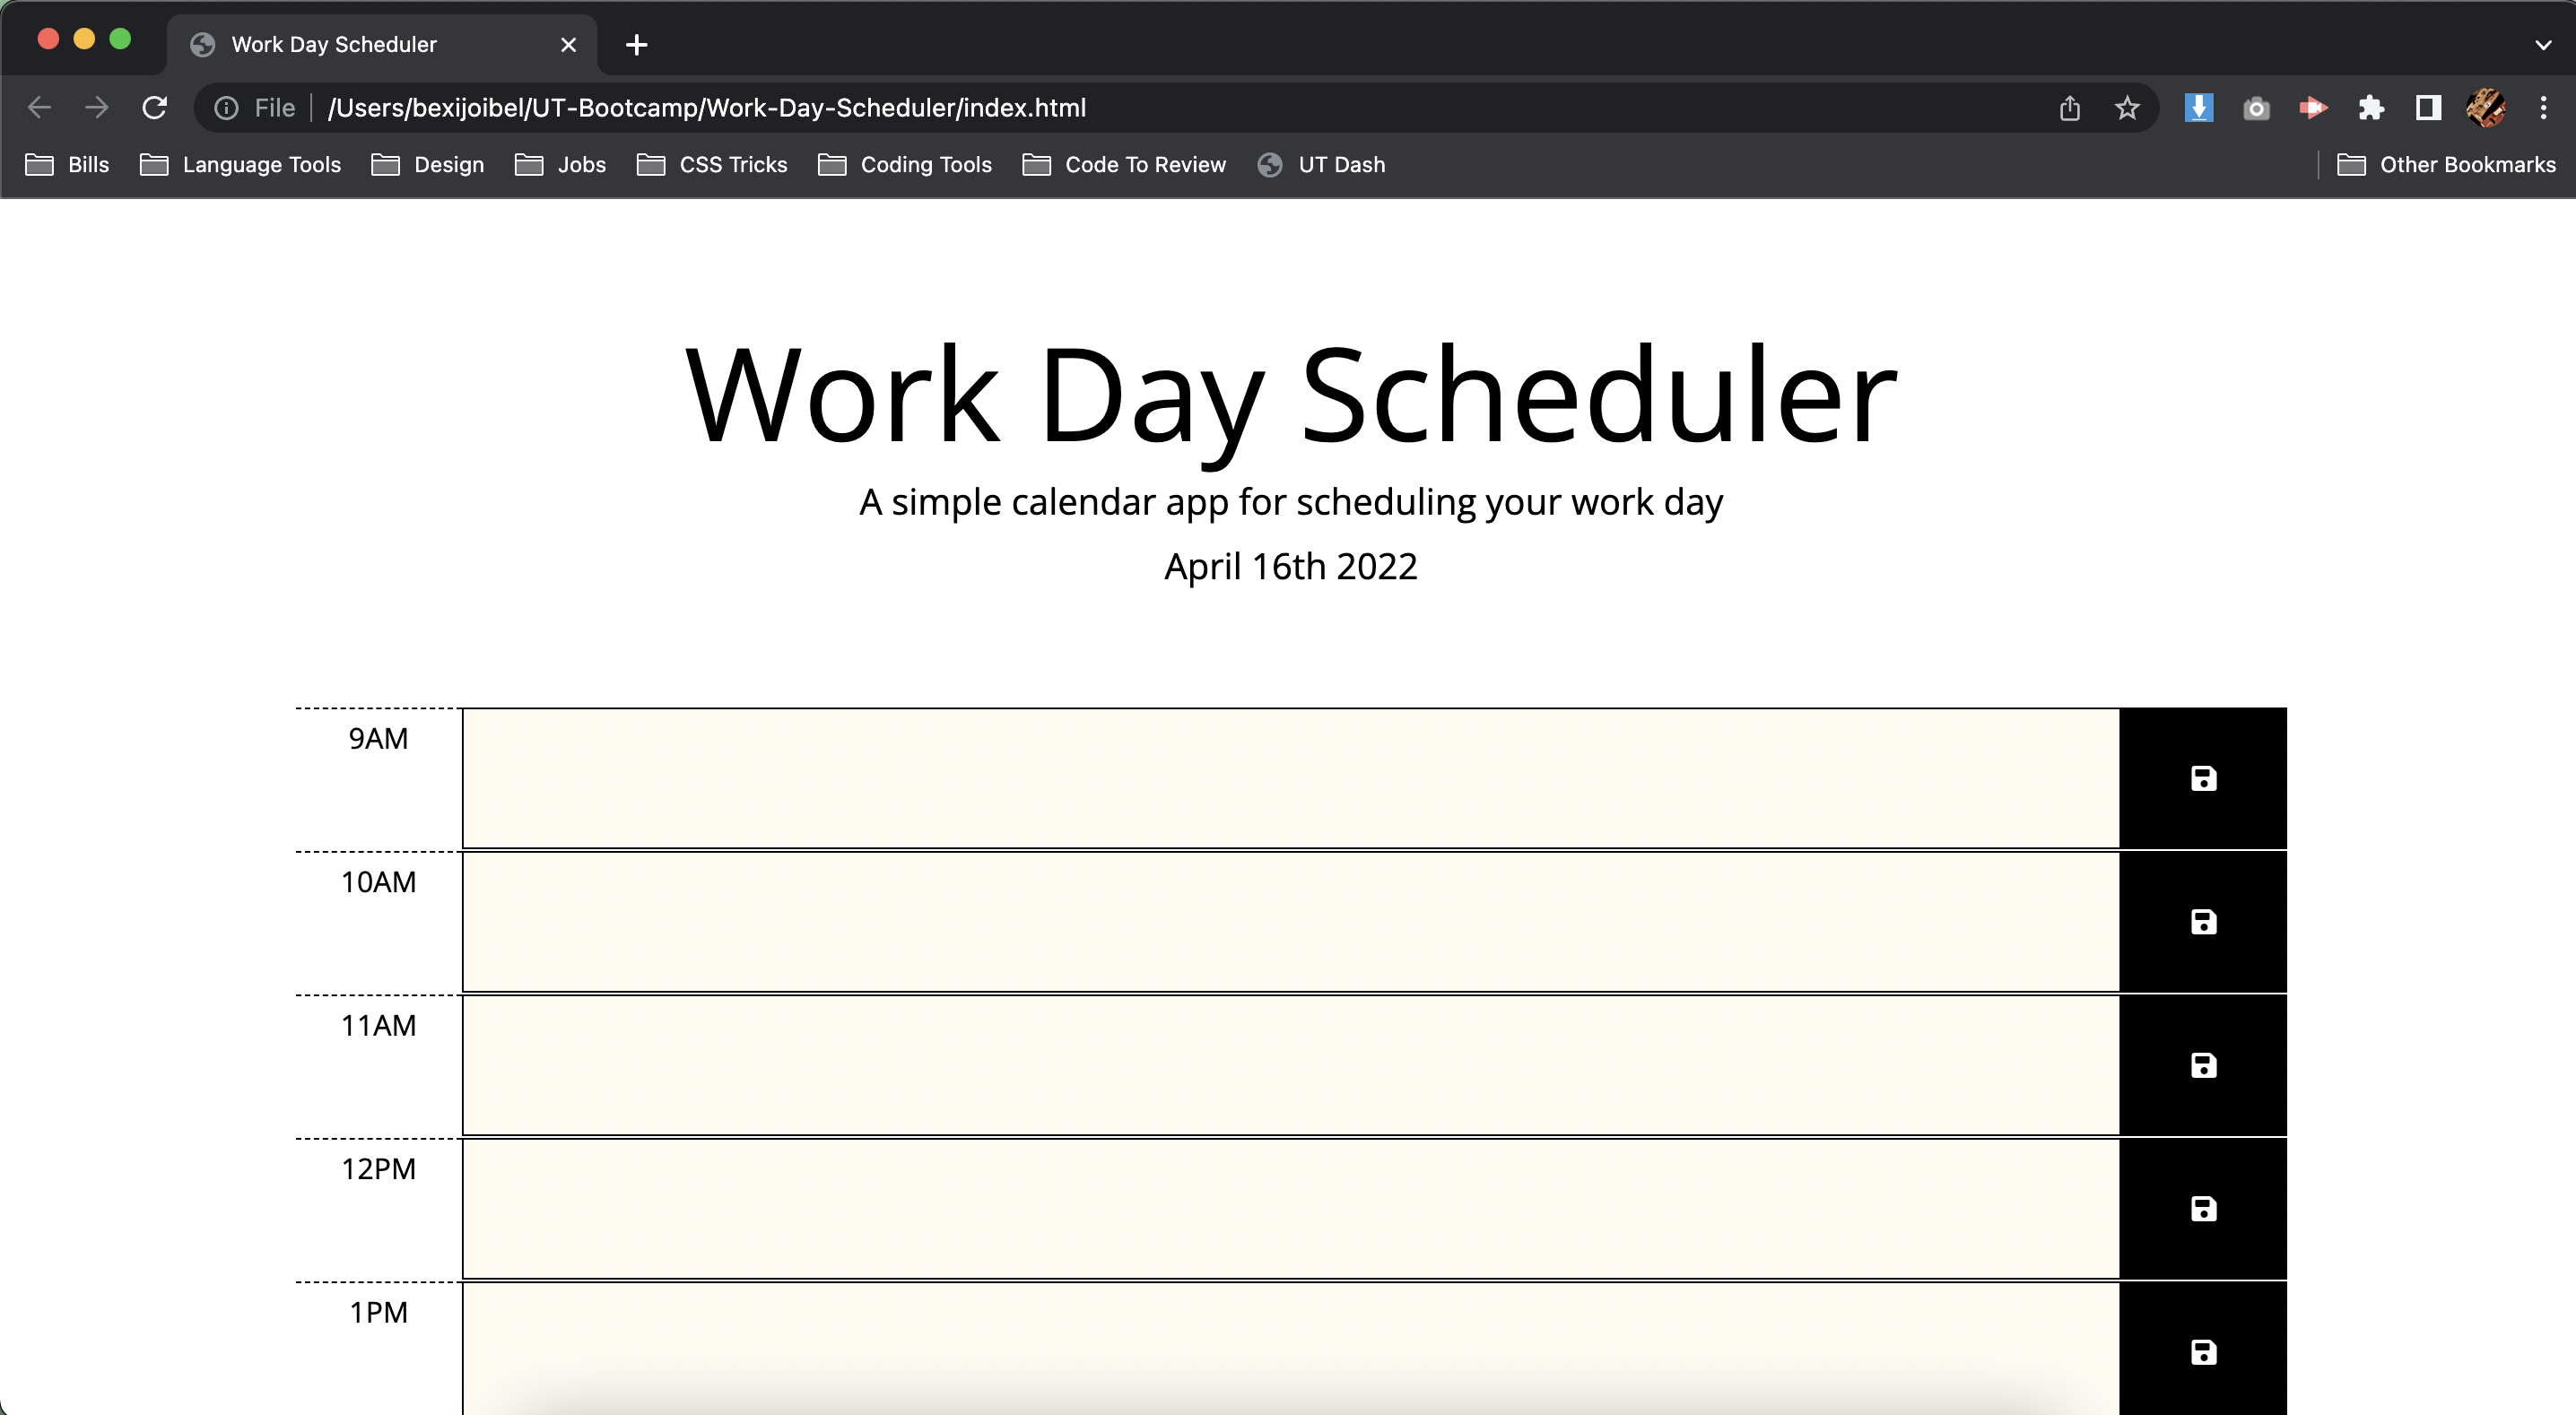 Work Day Scheduler
File /Users/bexijoibel/UT-Bootcamp/Work-Day-Scheduler/index.html
Bills Language Tools Design Jobs CSS Tricks Coding Tools Code To Review UT Dash Other Bookmarks
Work Day Scheduler
A simple calendar app for scheduling your work day
April 16th 2022
9AM
10AM
11AM
12PM
1PM